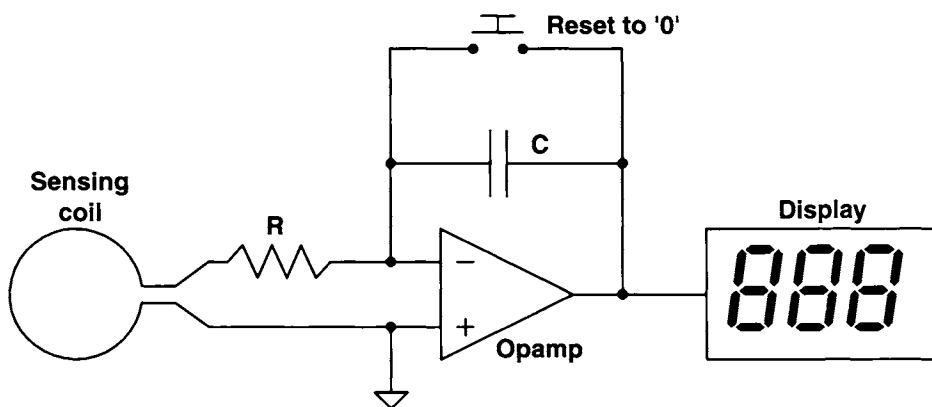 Reset to '0'
C
Sensing
coil
R
Display
888
−
+
Opamp